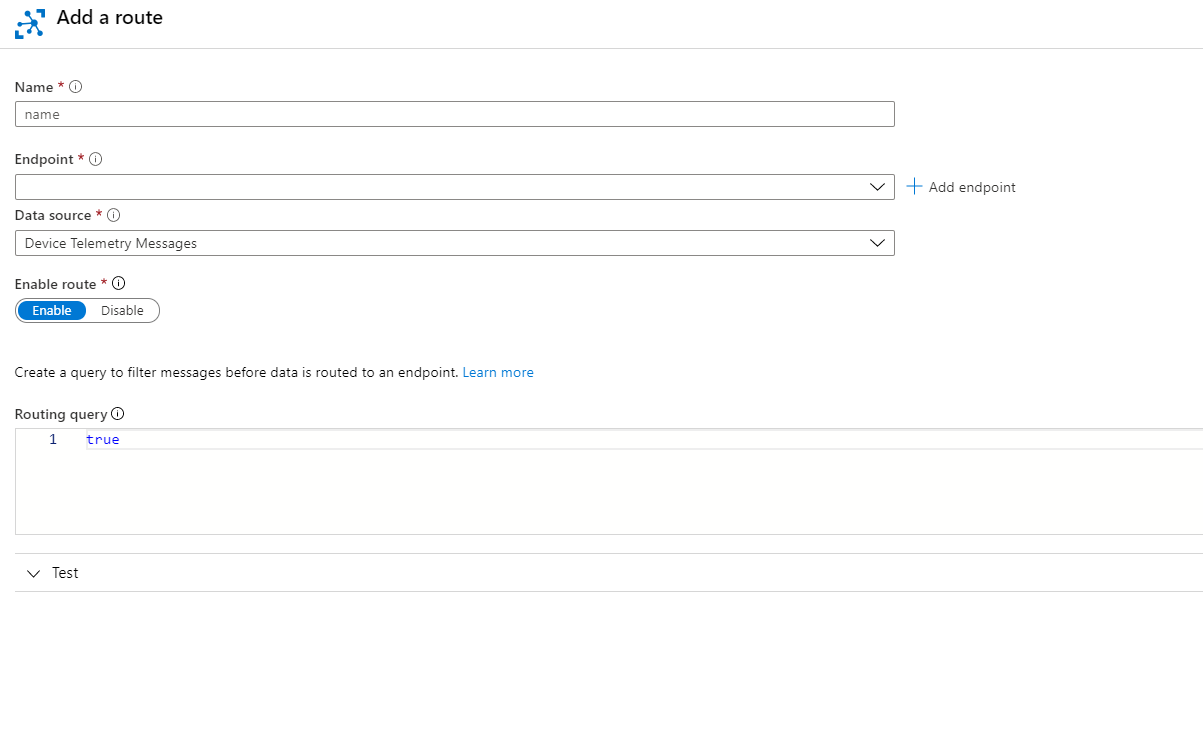 Add a route
Name *
name
Endpoint *
Add endpoint
Data source *
Device Telemetry Messages
Enable route *
Enable Disable
Create a query to filter messages before data is routed to an endpoint. Learn more
Routing query
1 true
Test